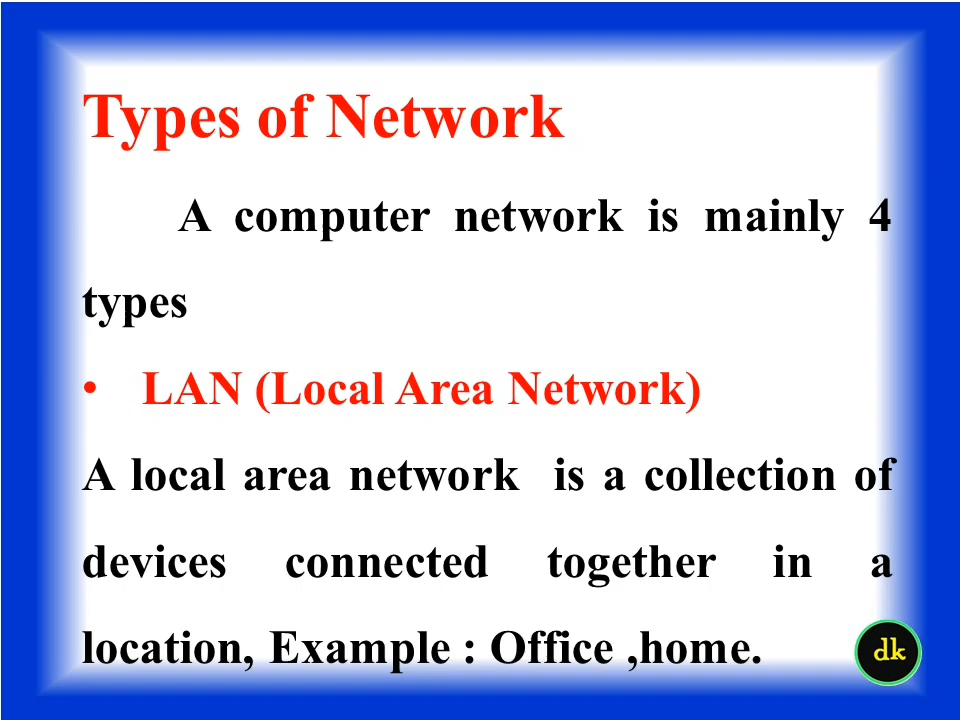 Types of Network
A computer network is mainly 4
types
• LAN (Local Area Network)
A local area network is a collection of
devices connected together in a
location, Example : Office ,home.
dk